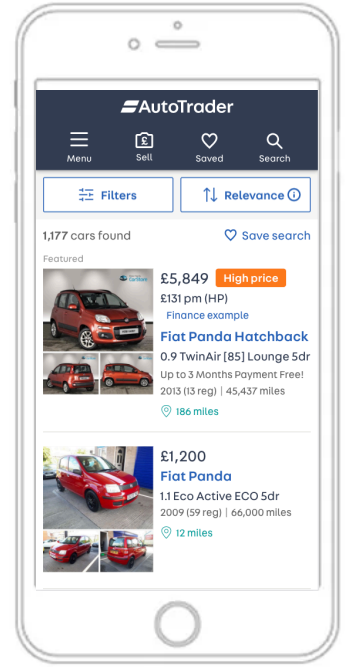 AutoTrader
Menu
Sell
Saved
Search
Filters
Relevance
1,177 cars found
Save search
Featured
£5,849 High price
£131 pm (HP)
Finance example
Fiat Panda Hatchback
0.9 TwinAir [85] Lounge 5dr
Up to 3 Months Payment Free!
2013 (13 reg) | 45,437 miles
186 miles
£1,200
Fiat Panda
1.1 Eco Active ECO 5dr
2009 (59 reg) | 66,000 miles
12 miles